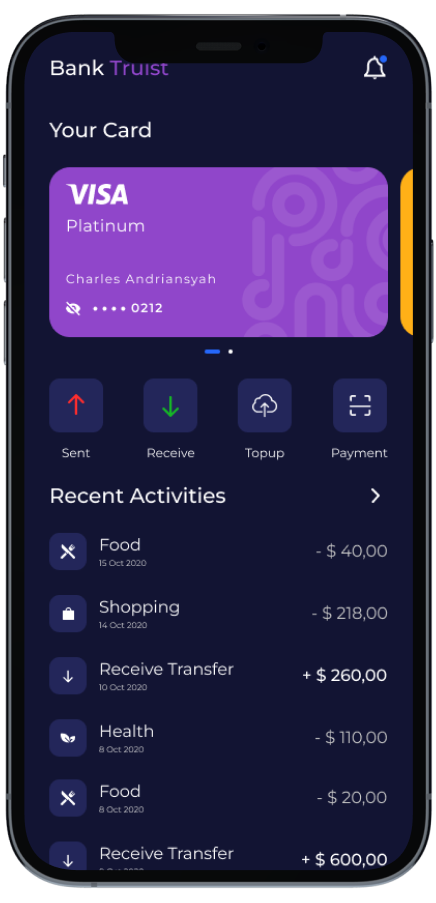 Bank Truist
Your Card
VISA
Platinum
Charles Andriansyah
•••• 0212
Sent Receive Topup Payment
Recent Activities
Food - $ 40,00
15 Oct 2020
Shopping - $ 218,00
14 Oct 2020
Receive Transfer + $ 260,00
10 Oct 2020
Health - $ 110,00
8 Oct 2020
Food - $ 20,00
8 Oct 2020
Receive Transfer + $ 600,00